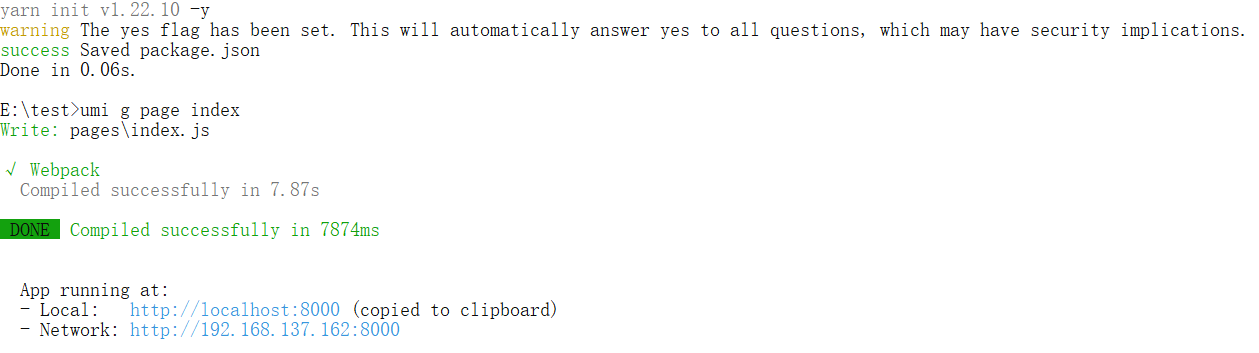 yarn init v1.22.10 -y
warning The yes flag has been set. This will automatically answer yes to all questions, which may have security implications.
success Saved package.json
Done in 0.06s.
E:\test>umi g page index
Write: pages\index.js
√ Webpack
Compiled successfully in 7.87s
DONE Compiled successfully in 7874ms
App running at:
- Local: http://localhost:8000 (copied to clipboard)
- Network: http://192.168.137.162:8000